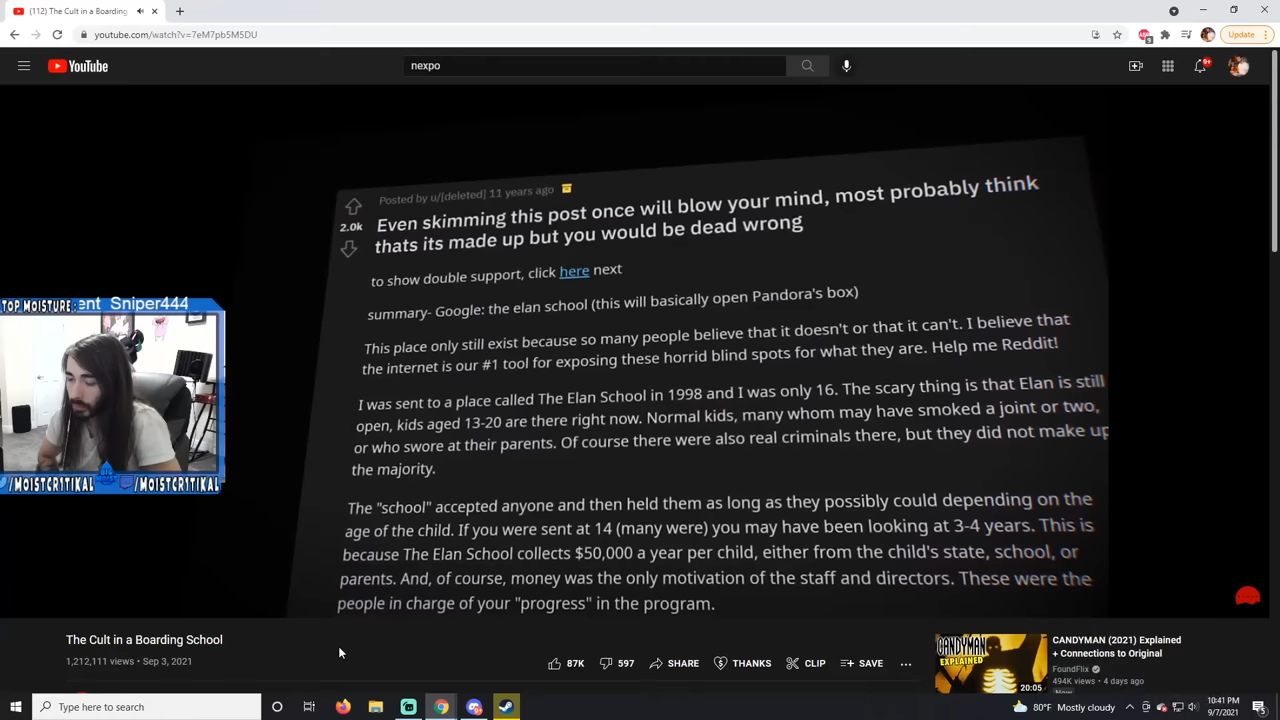 (112) The Cult in a Boarding
youtube.com/watch?v=7eM7pb5M5DU
Update
YouTube
nexpo
9+
Posted by u/[deleted] 11 years ago
2.0k
Even skimming this post once will blow your mind, most probably think
thats its made up but you would be dead wrong
to show double support, click here next
summary- Google: the elan school (this will basically open Pandora's box)
This place only still exist because so many people believe that it doesn't or that it can't. I believe that
the internet is our #1 tool for exposing these horrid blind spots for what they are. Help me Reddit!
I was sent to a place called The Elan School in 1998 and I was only 16. The scary thing is that Elan is still
open, kids aged 13-20 are there right now. Normal kids, many whom may have smoked a joint or two,
or who swore at their parents. Of course there were also real criminals there, but they did not make up
the majority.
The "school" accepted anyone and then held them as long as they possibly could depending on the
age of the child. If you were sent at 14 (many were) you may have been looking at 3-4 years. This is
because The Elan School collects $50,000 a year per child, either from the child's state, school, or
parents. And, of course, money was the only motivation of the staff and directors. These were the
people in charge of your "progress" in the program.
TOP MOISTURE: ent Sniper444
/MOISTCR1TIKAL /MOISTCR1TIKAL
The Cult in a Boarding School
1,212,111 views • Sep 3, 2021
87K 597 SHARE THANKS CLIP SAVE
CANDYMAN EXPLAINED
20:05
CANDYMAN (2021) Explained
+ Connections to Original
FoundFlix
494K views • 4 days ago
Type here to search
80°F Mostly cloudy
10:41 PM
9/7/2021